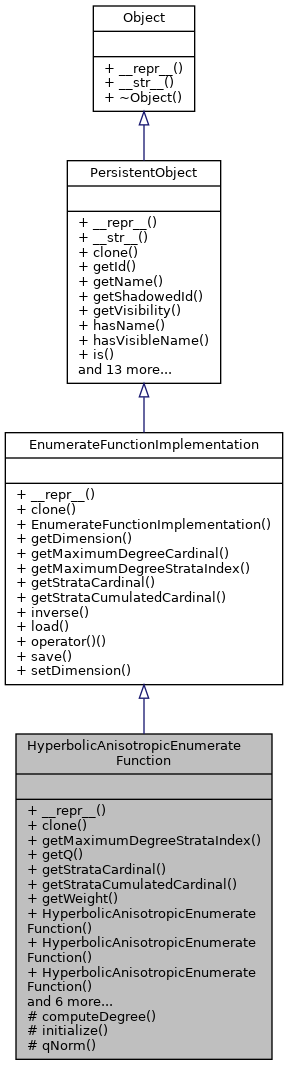 Object
+ __repr__()
+ __str__()
+ ~Object()
PersistentObject
+ __repr__()
+ __str__()
+ clone()
+ getId()
+ getName()
+ getShadowedId()
+ getVisibility()
+ hasName()
+ hasVisibleName()
+ is()
and 13 more...
EnumerateFunctionImplementation
+ __repr__()
+ clone()
+ EnumerateFunctionImplementation()
+ getDimension()
+ getMaximumDegreeCardinal()
+ getMaximumDegreeStrataIndex()
+ getStrataCardinal()
+ getStrataCumulatedCardinal()
+ inverse()
+ load()
+ operator()()
+ save()
+ setDimension()
HyperbolicAnisotropicEnumerate
Function
+ __repr__()
+ clone()
+ getMaximumDegreeStrataIndex()
+ getQ()
+ getStrataCardinal()
+ getStrataCumulatedCardinal()
+ getWeight()
+ HyperbolicAnisotropicEnumerate
Function()
+ HyperbolicAnisotropicEnumerate
Function()
+ HyperbolicAnisotropicEnumerate
Function()
and 6 more...
# computeDegree()
# initialize()
# qNorm()